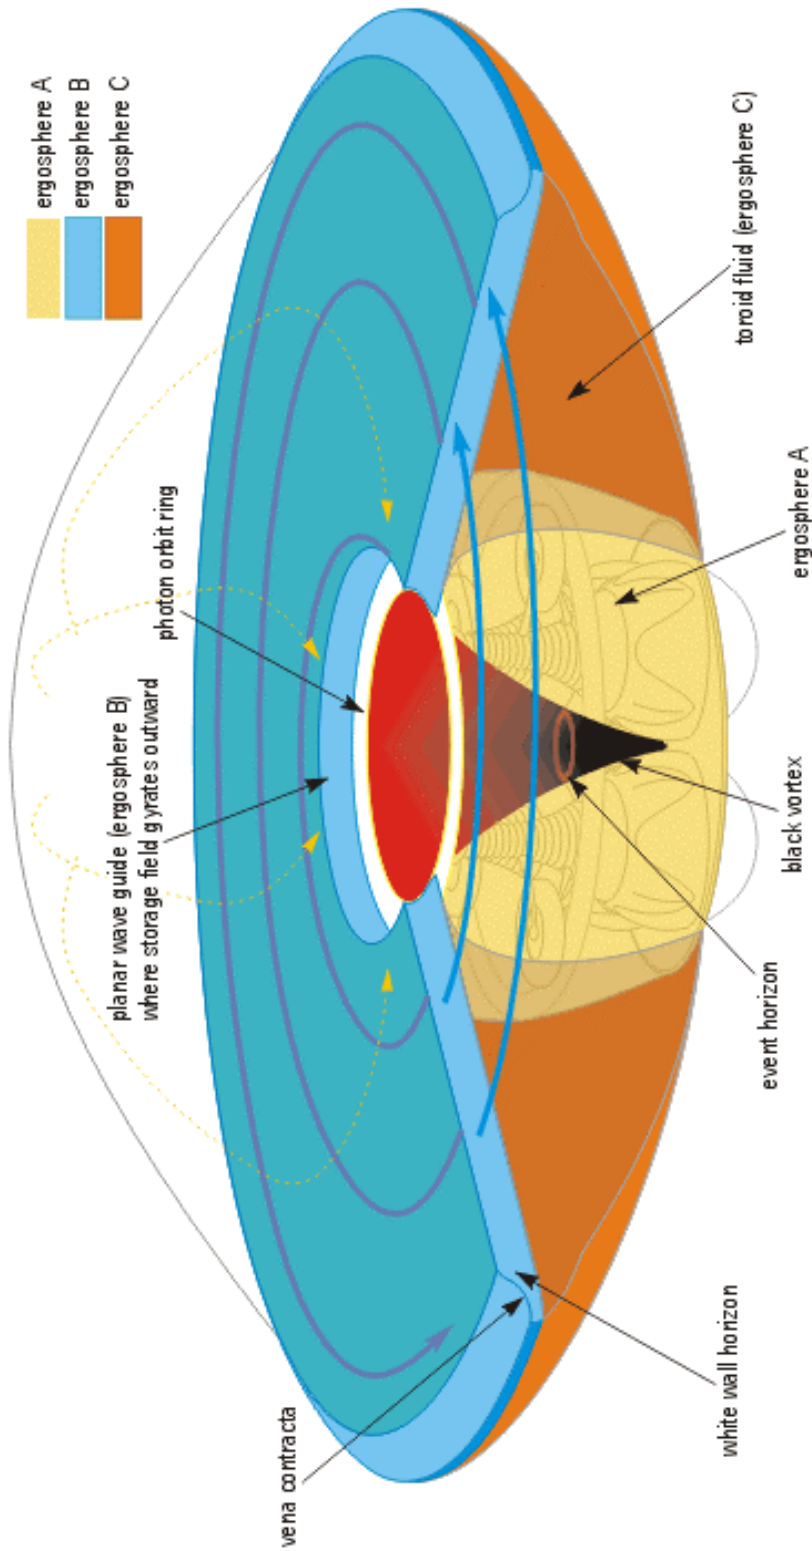 ergosphere A
ergosphere B
ergosphere C
photon orbit ring
planar wave guide (ergosphere B)
where storage field gyrates outward
vena contracta
white wall horizon
event horizon
black vortex
ergosphere A
toroid fluid (ergosphere C)